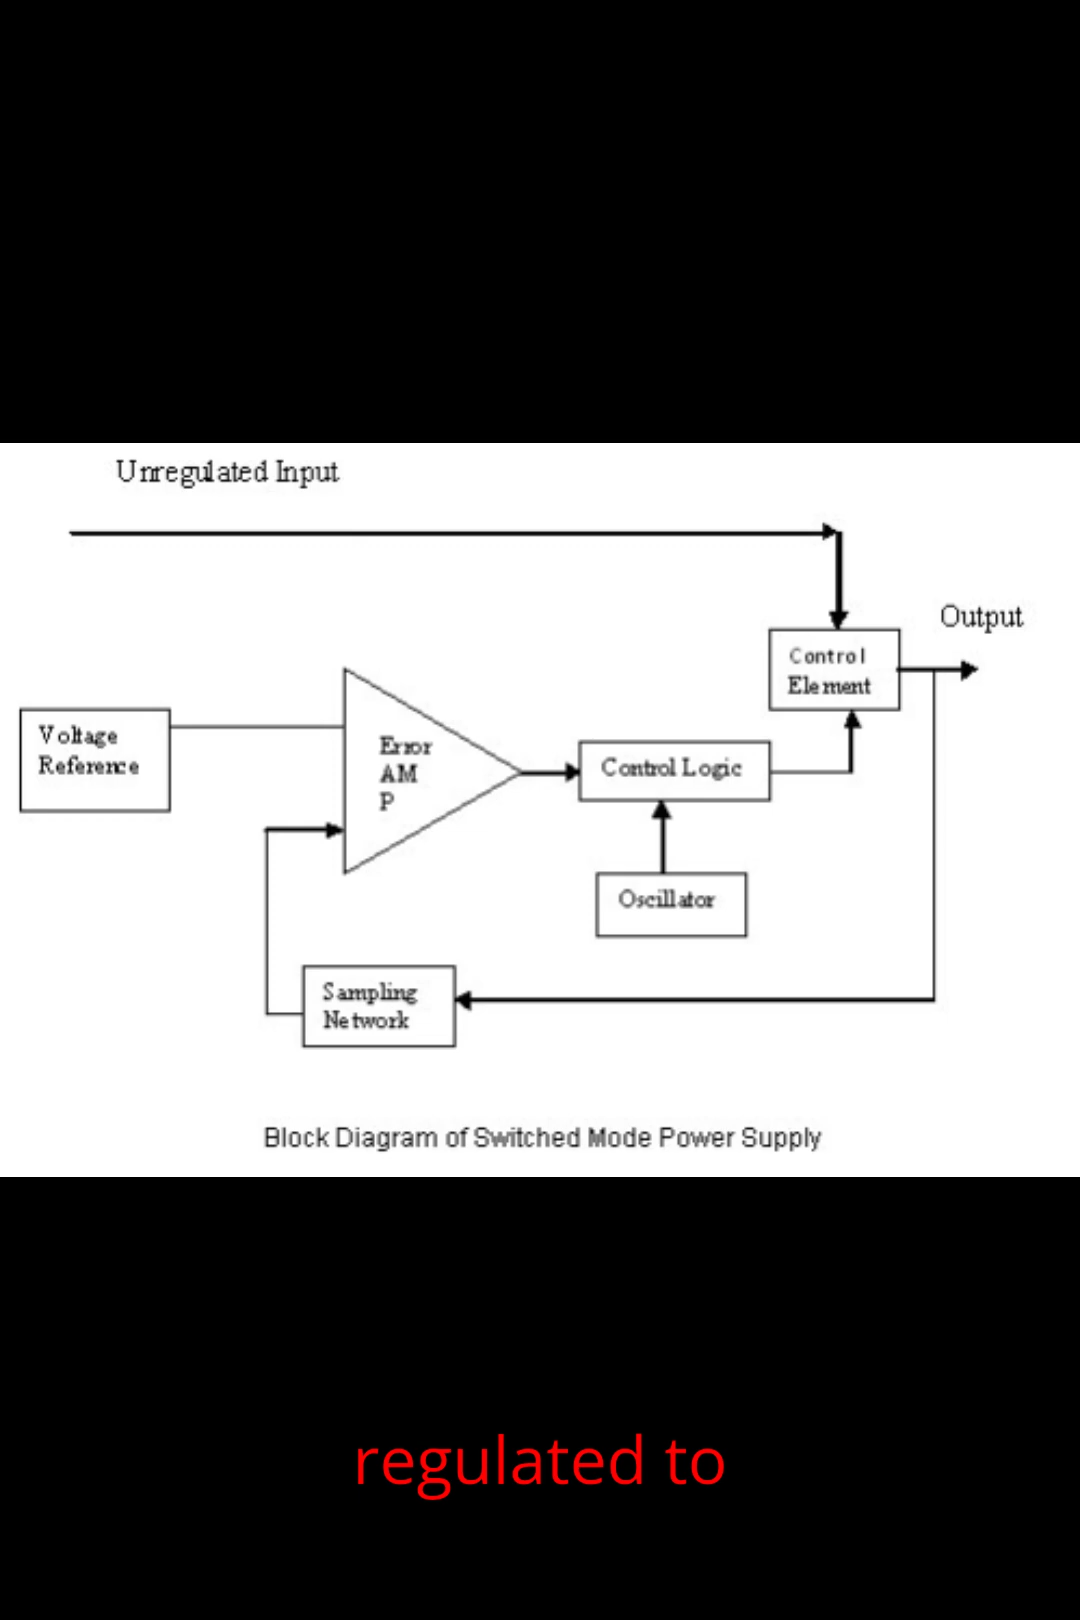 Unregulated Input
Output
Control
Element
Voltage
Reference
Error
AM
P
Control Logic
Oscillator
Sampling
Network
Block Diagram of Switched Mode Power Supply
regulated to